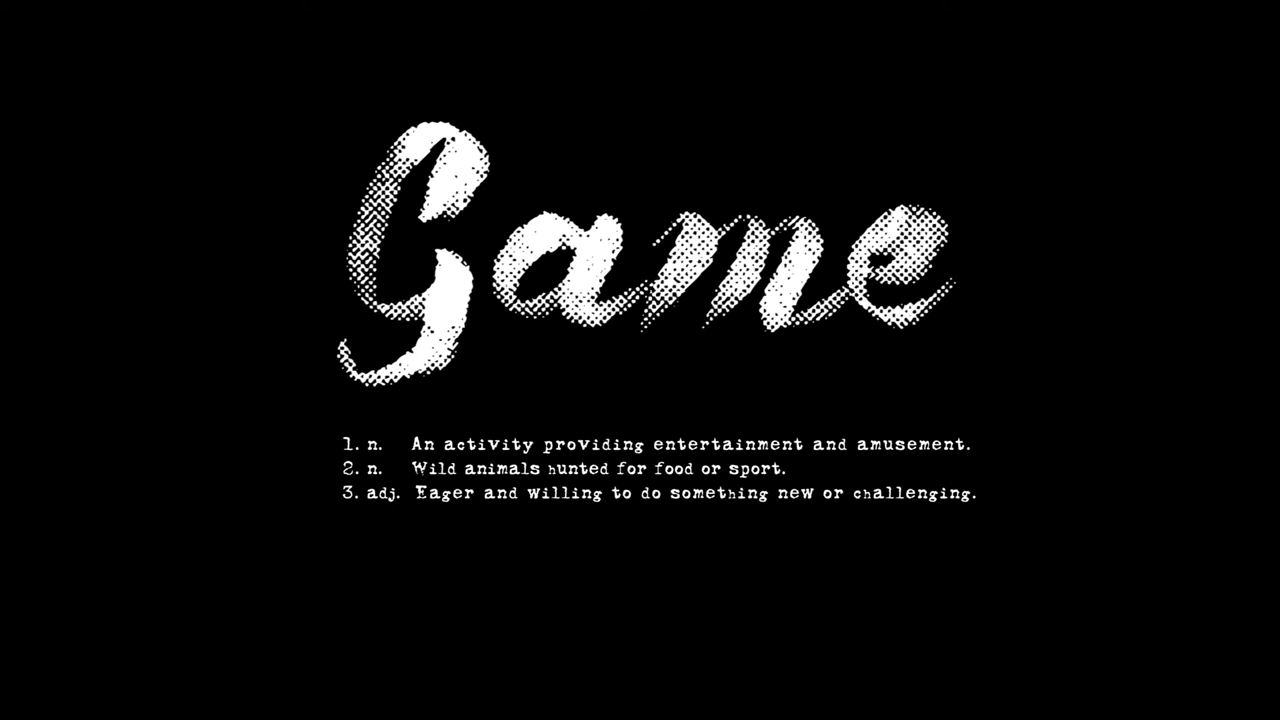 Game
1. n. An activity providing entertainment and amusement.
2. n. Wild animals hunted for food or sport.
3. adj. Eager and willing to do something new or challenging.